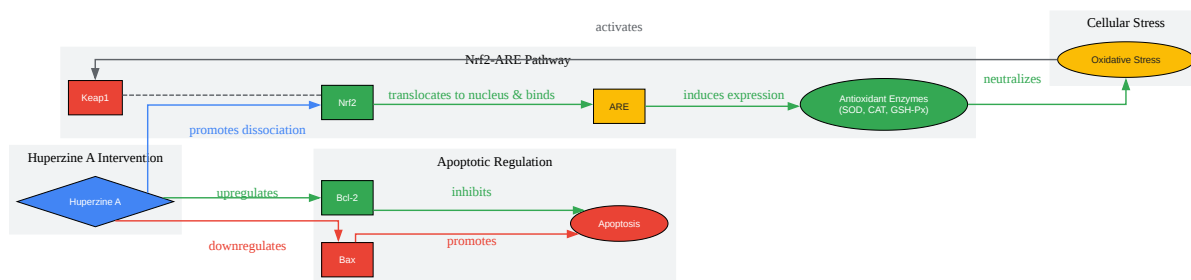 Cellular Stress
activates
Nrf2-ARE Pathway
Oxidative Stress
neutralizes
Keap1
Nrf2
translocates to nucleus & binds
ARE
induces expression
Antioxidant Enzymes
(SOD, CAT, GSH-Px)
promotes dissociation
Huperzine A Intervention
Apoptotic Regulation
Huperzine A
upregulates
Bcl-2
inhibits
Apoptosis
downregulates
promotes
Bax